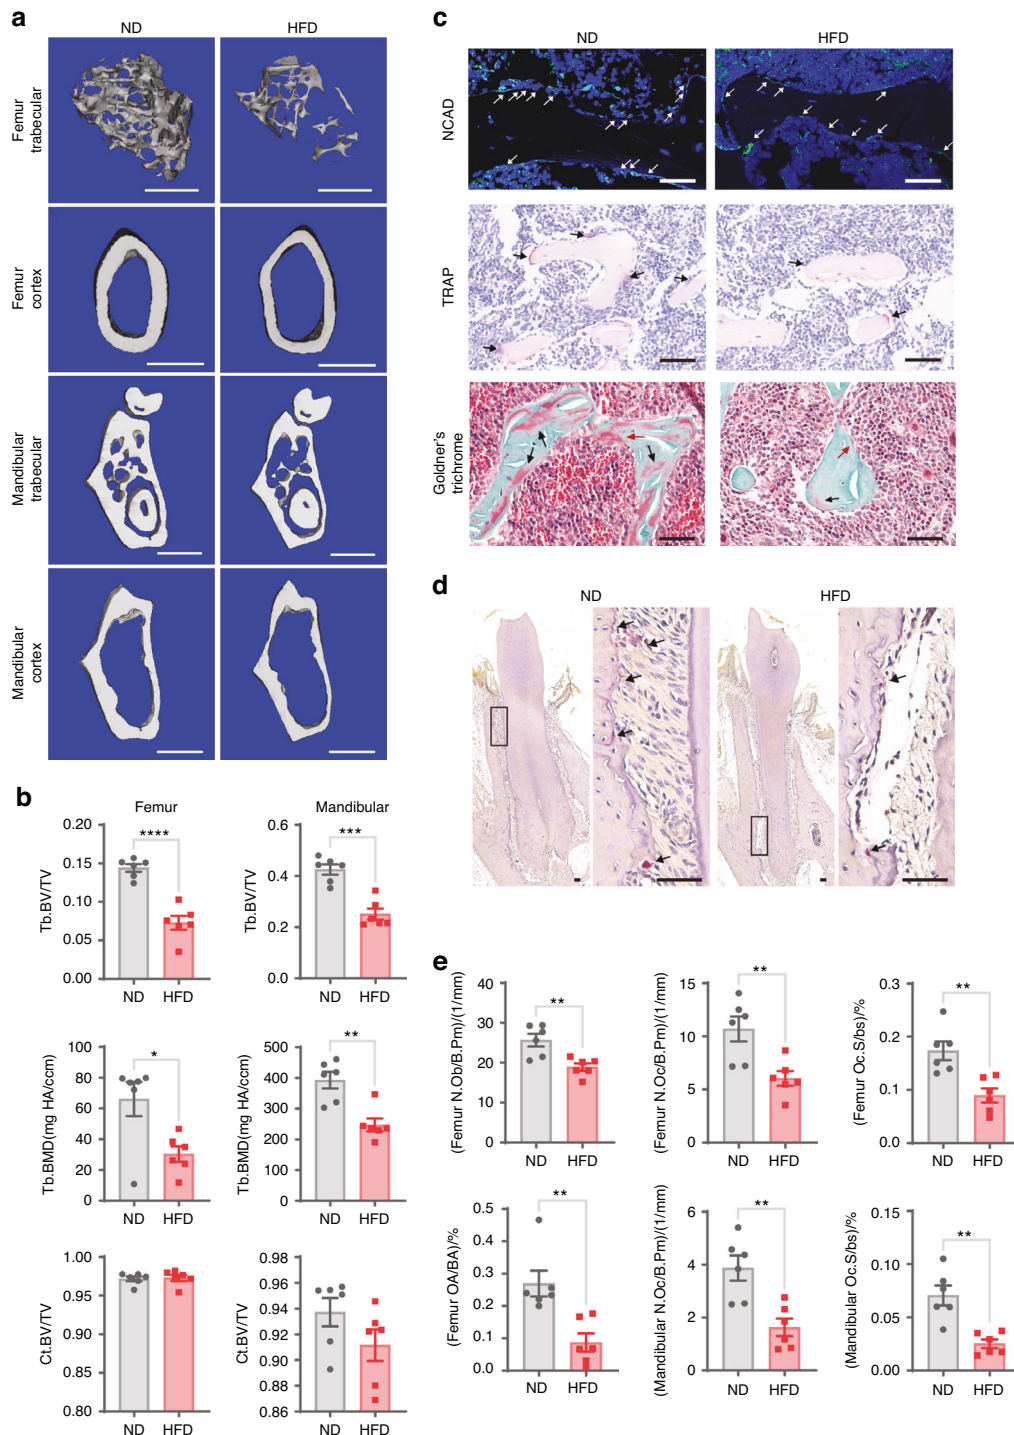 a
ND HFD
Femur
trabecular
Femur
cortex
Mandibular
trabecular
Mandibular
cortex
b
Femur Mandibular
Tb.BV/TV
0.20
0.15
0.10
0.05
0.00
****
ND HFD
Tb.BV/TV
0.6
0.4
0.2
0.0
***
ND HFD
Tb.BMD(mg HA/ccm)
100
80
60
40
20
0
*
ND HFD
Tb.BMD(mg HA/ccm)
500
400
300
200
100
0
**
ND HFD
Ct.BV/TV
1.00
0.95
0.90
0.85
0.80
ND HFD
Ct.BV/TV
0.98
0.96
0.94
0.92
0.90
0.88
0.86
ND HFD
c
ND HFD
NCAD
TRAP
Goldner's
trichrome
d
ND HFD
e
(Femur N.Ob/B.Pm)/(1/mm)
40
30
20
10
0
**
ND HFD
(Femur N.Oc/B.Pm)/(1/mm)
15
10
5
0
**
ND HFD
(Femur Oc.S/bs)/%
0.3
0.2
0.1
0.0
**
ND HFD
(Femur OA/BA)/%
0.5
0.4
0.3
0.2
0.1
0.0
**
ND HFD
(Mandibular N.Oc/B.Pm)/(1/mm)
6
4
2
0
**
ND HFD
(Mandibular Oc.S/bs)/%
0.15
0.10
0.05
0.00
**
ND HFD